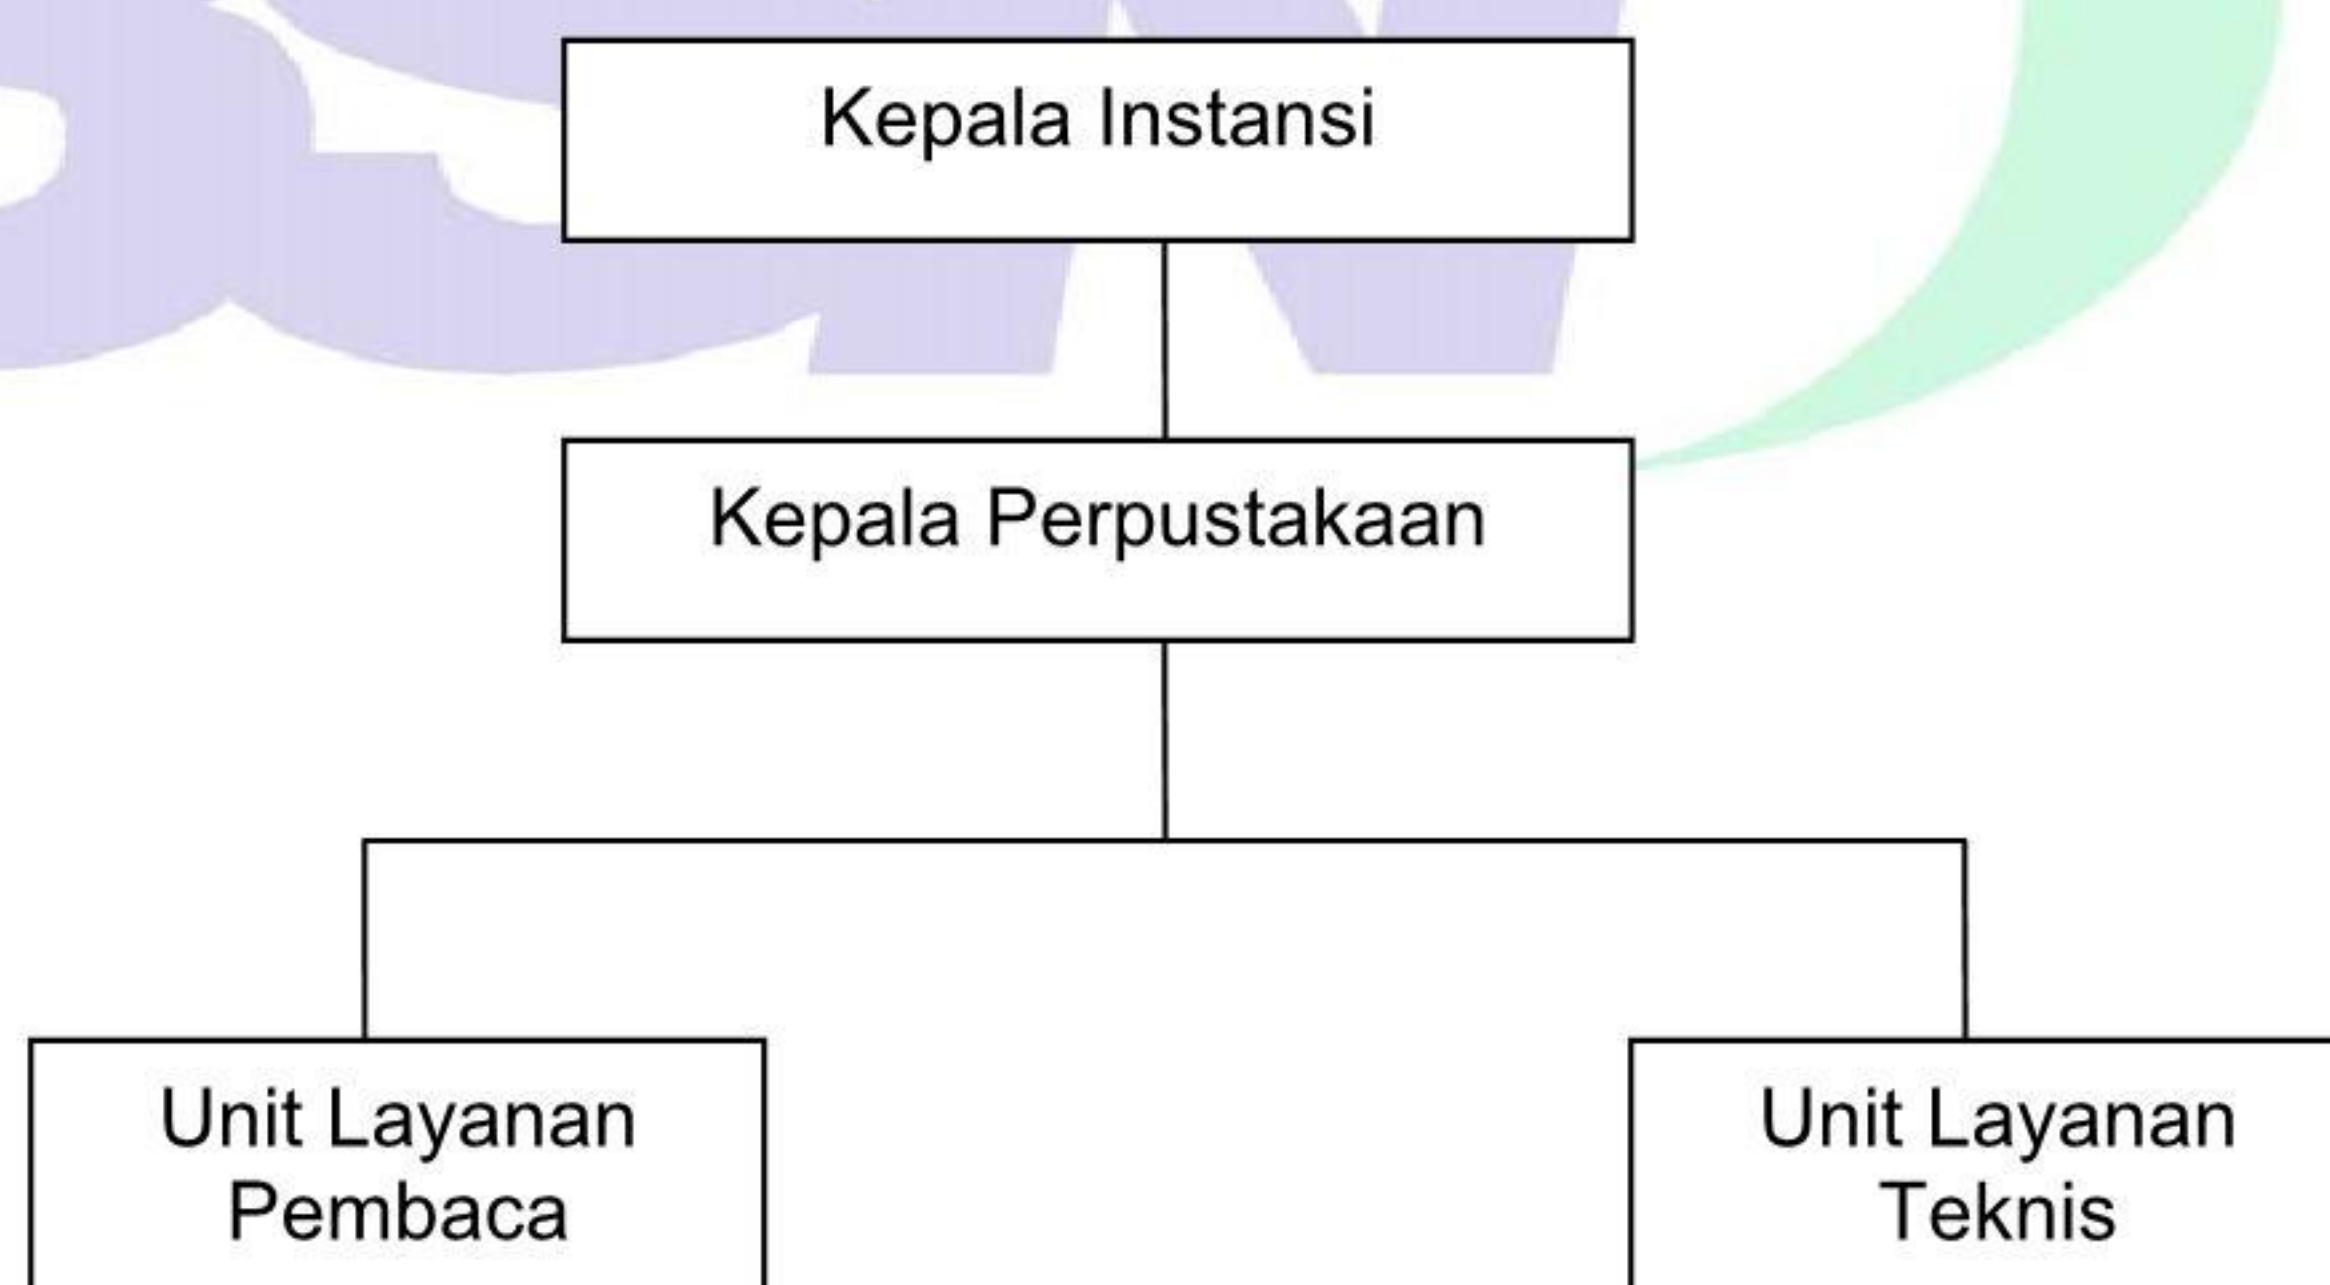 Kepala Instansi
Kepala Perpustakaan
Unit Layanan
Pembaca
Unit Layanan
Teknis